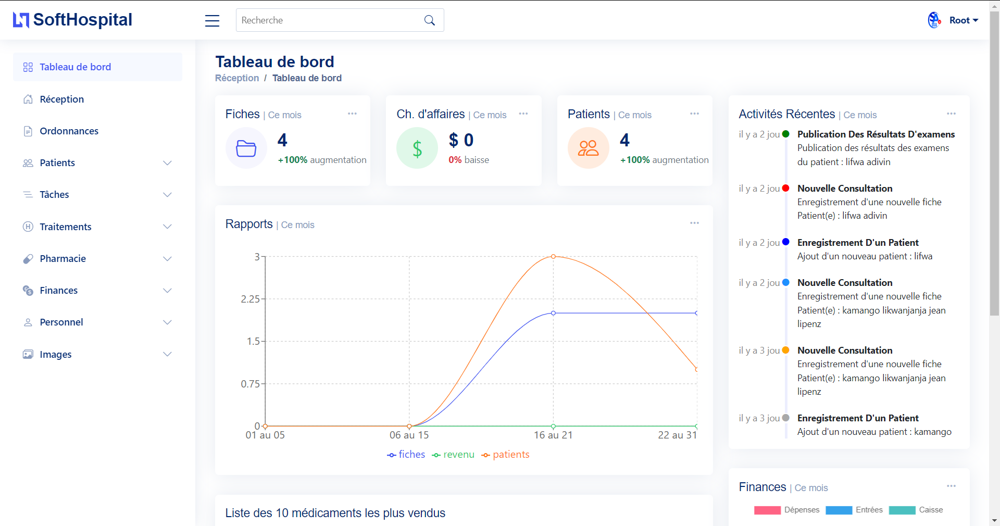 SoftHospital
Recherche
Root
Tableau de bord
Réception
Ordonnances
Patients
Tâches
Traitements
Pharmacie
Finances
Personnel
Images
Tableau de bord
Réception / Tableau de bord
Fiches | Ce mois
4
+100% augmentation
Ch. d'affaires | Ce mois
$
$ 0
0% baisse
Patients | Ce mois
4
+100% augmentation
Rapports | Ce mois
3
2.25
1.5
0.75
0
01 au 05
06 au 15
16 au 21
22 au 31
fiches
revenu
patients
Liste des 10 médicaments les plus vendus
Activités Récentes | Ce mois
il y a 2 jou
Publication Des Résultats D'examens
Publication des résultats des examens
du patient : lifwa adivin
il y a 2 jou
Nouvelle Consultation
Enregistrement d'une nouvelle fiche
Patient(e) : lifwa adivin
il y a 2 jou
Enregistrement D'un Patient
Ajout d'un nouveau patient : lifwa
il y a 2 jou
Nouvelle Consultation
Enregistrement d'une nouvelle fiche
Patient(e) : kamango likwanjanja jean
lipenz
il y a 3 jou
Nouvelle Consultation
Enregistrement d'une nouvelle fiche
Patient(e) : kamango likwanjanja jean
lipenz
il y a 3 jou
Enregistrement D'un Patient
Ajout d'un nouveau patient : kamango
Finances | Ce mois
Dépenses
Entrées
Caisse